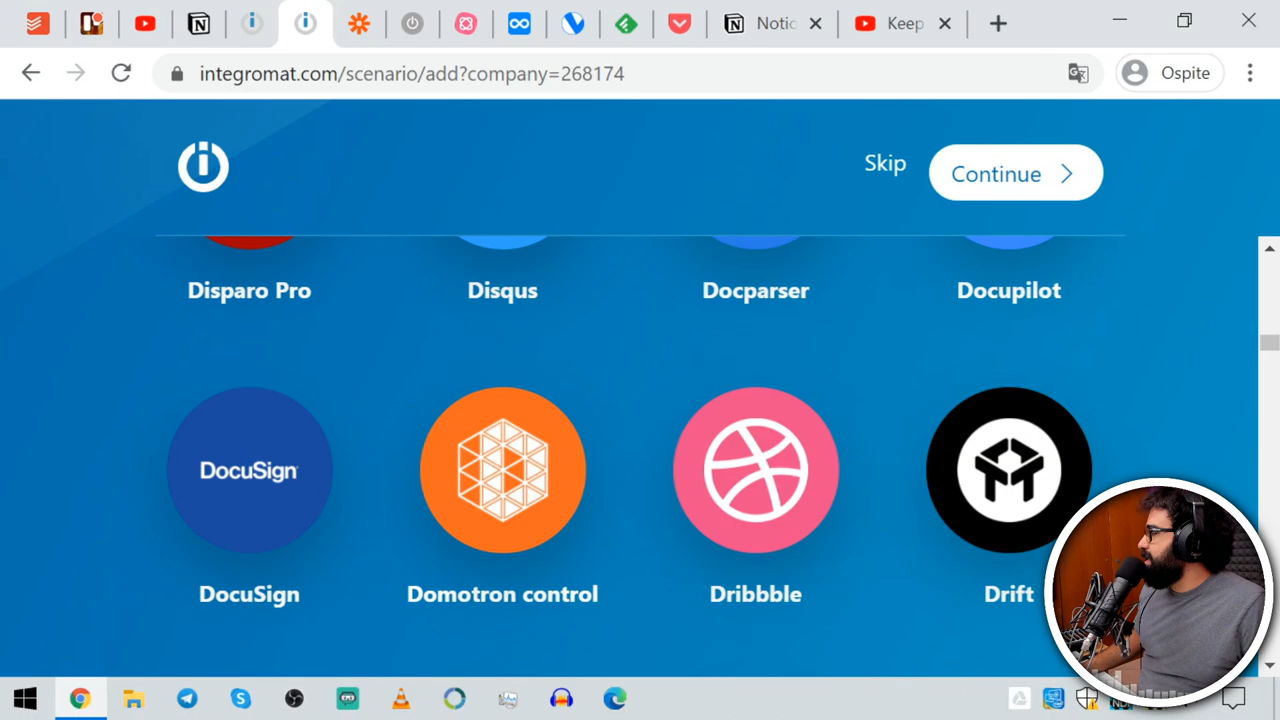 Notic
Keep
integromat.com/scenario/add?company=268174
Ospite
Skip
Continue
Disparo Pro
Disqus
Docparser
Docupilot
DocuSign
DocuSign
Domotron control
Dribbble
Drift